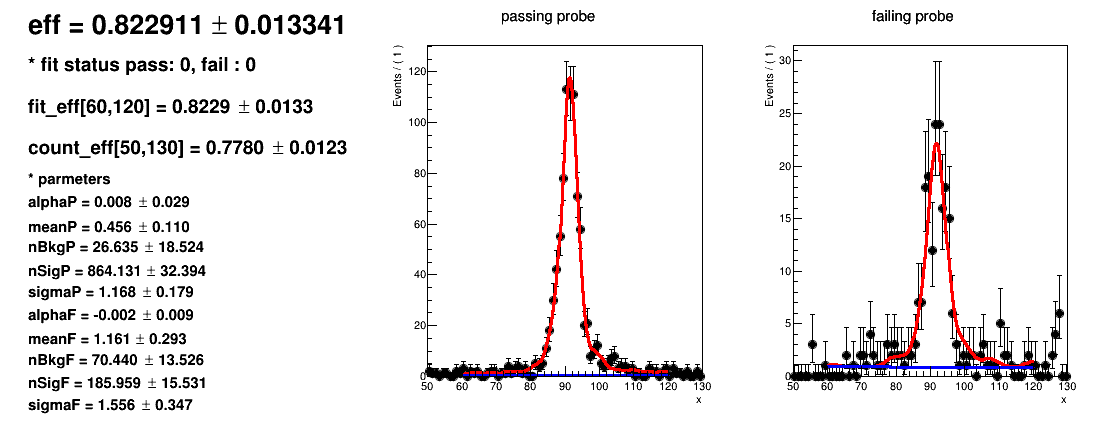 eff = 0.822911 ± 0.013341
* fit status pass: 0, fail : 0
fit_eff[60,120] = 0.8229 ± 0.0133
count_eff[50,130] = 0.7780 ± 0.0123
* parmeters
alphaP = 0.008 ± 0.029
meanP = 0.456 ± 0.110
nBkgP = 26.635 ± 18.524
nSigP = 864.131 ± 32.394
sigmaP = 1.168 ± 0.179
alphaF = -0.002 ± 0.009
meanF = 1.161 ± 0.293
nBkgF = 70.440 ± 13.526
nSigF = 185.959 ± 15.531
sigmaF = 1.556 ± 0.347
passing probe
Events / ( 1 )
120
100
80
60
40
20
0
50 60 70 80 90 100 110 120 130
x
failing probe
Events / ( 1 )
30
25
20
15
10
5
0
50 60 70 80 90 100 110 120 130
x